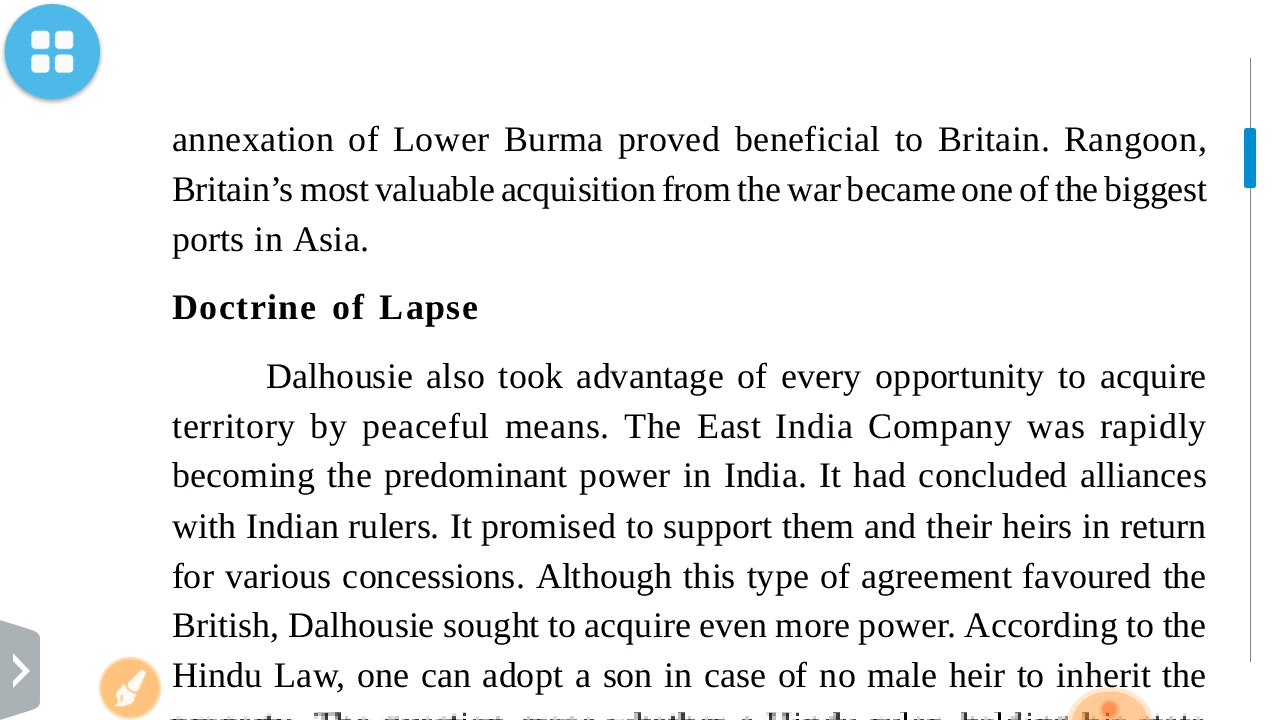 annexation of Lower Burma proved beneficial to Britain. Rangoon,
Britain’s most valuable acquisition from the war became one of the biggest
ports in Asia.
Doctrine of Lapse
Dalhousie also took advantage of every opportunity to acquire
territory by peaceful means. The East India Company was rapidly
becoming the predominant power in India. It had concluded alliances
with Indian rulers. It promised to support them and their heirs in return
for various concessions. Although this type of agreement favoured the
British, Dalhousie sought to acquire even more power. According to the
Hindu Law, one can adopt a son in case of no male heir to inherit the